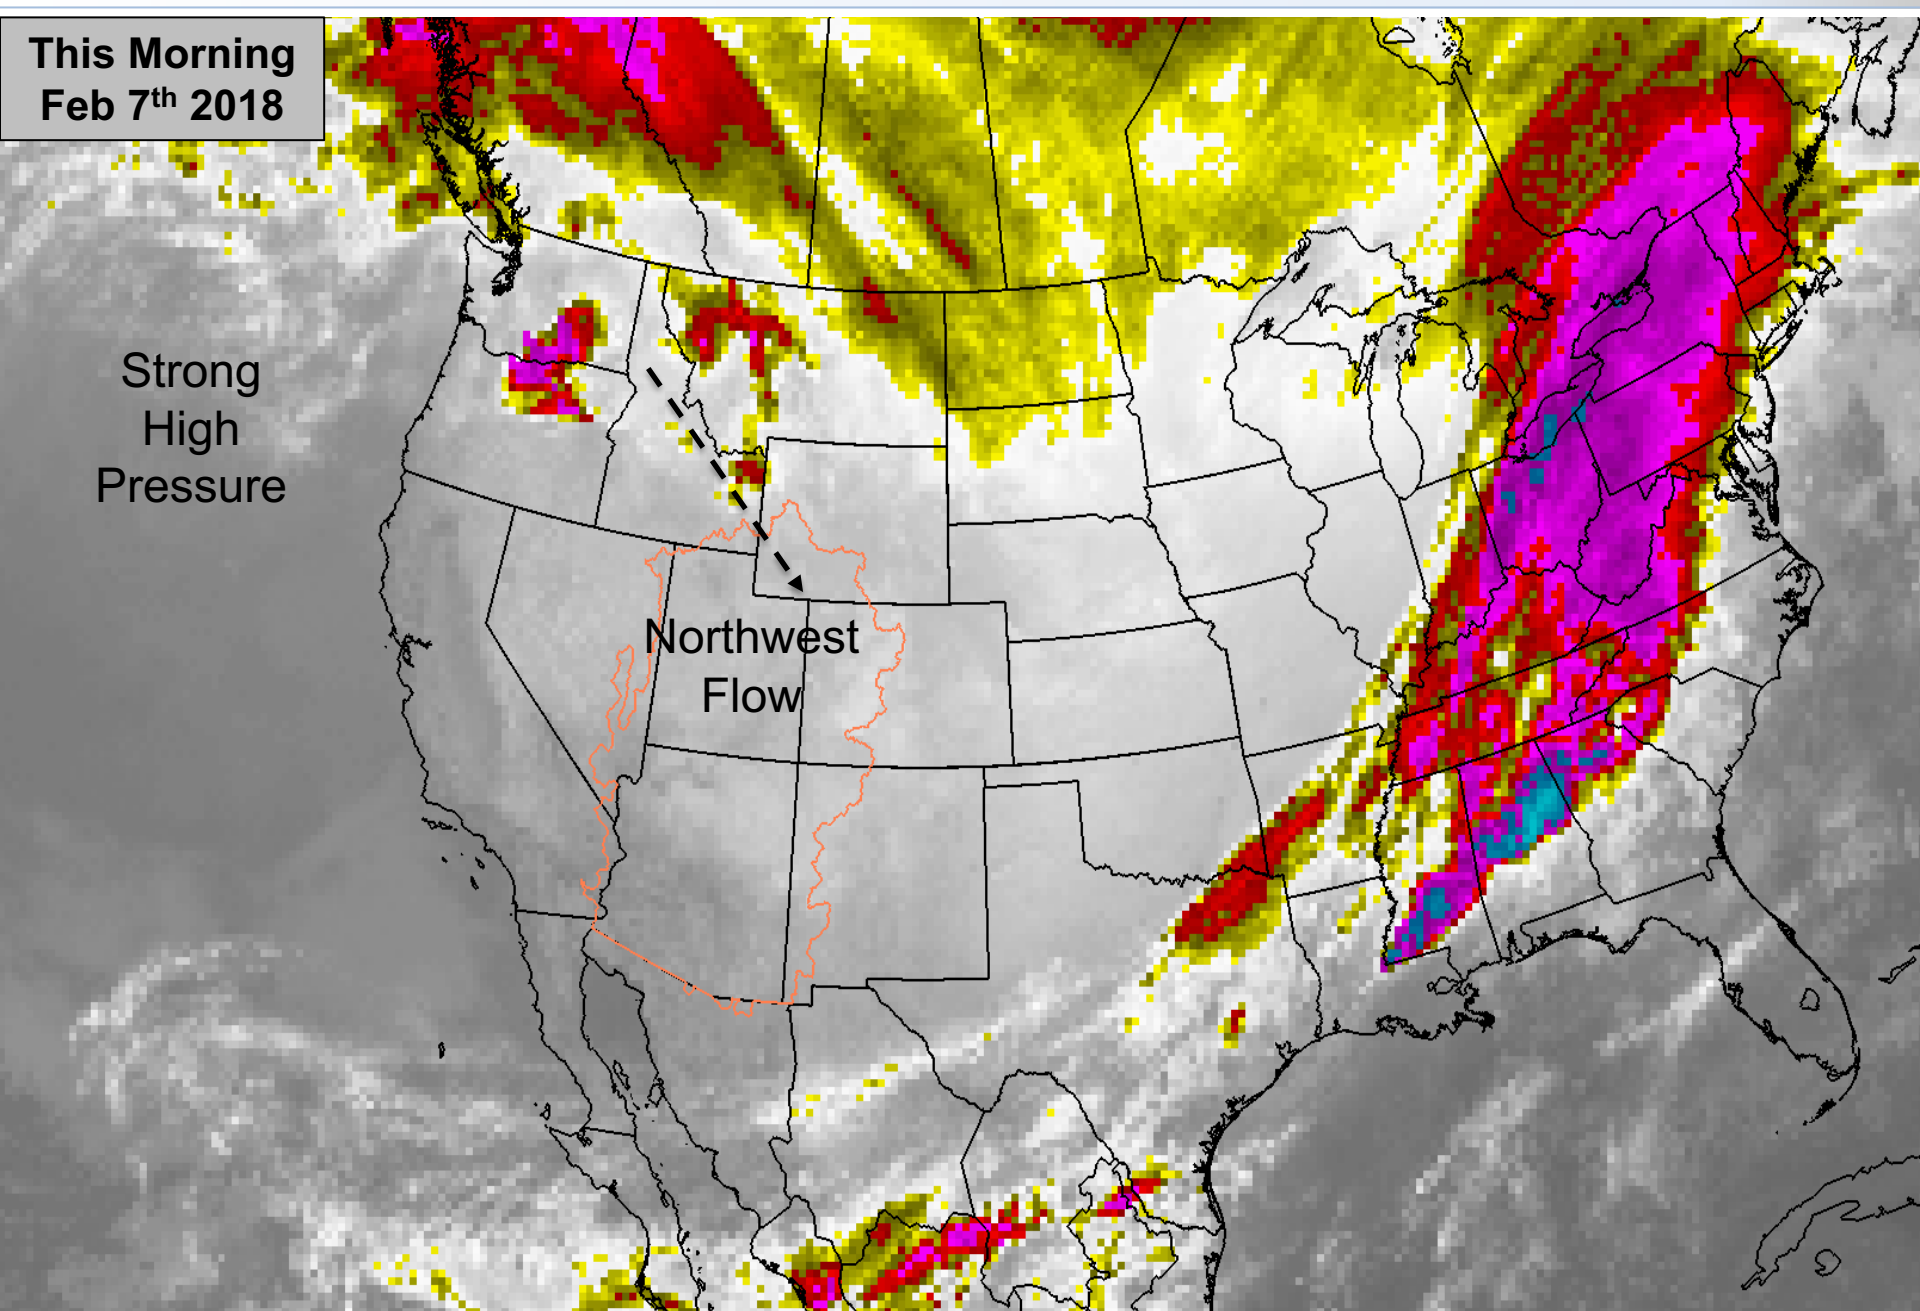 This Morning
Feb 7th 2018
Strong
High
Pressure
Northwest
Flow